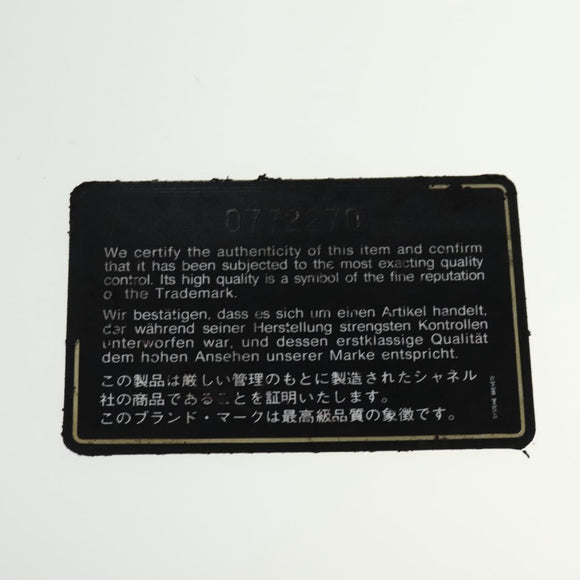 0772270
We certify the authenticity of this item and confirm
that it has been subjected to the most exacting quality
control. Its high quality is a symbol of the fine reputation
o the Trademark.
Wir bestätigen, dass es sich um einen Artikel handelt,
der während seiner Herstellung strengsten Kontrollen
unterworfen war, und dessen erstklassige Qualität
dem hohen Ansehen unserer Marke entspricht.
この製品は厳しい管理のもとに製造されたシャネル
社の商品であることを証明いたします。
このブランド・マークは最高級品質の象徴です。
SYSTEME BREVETE